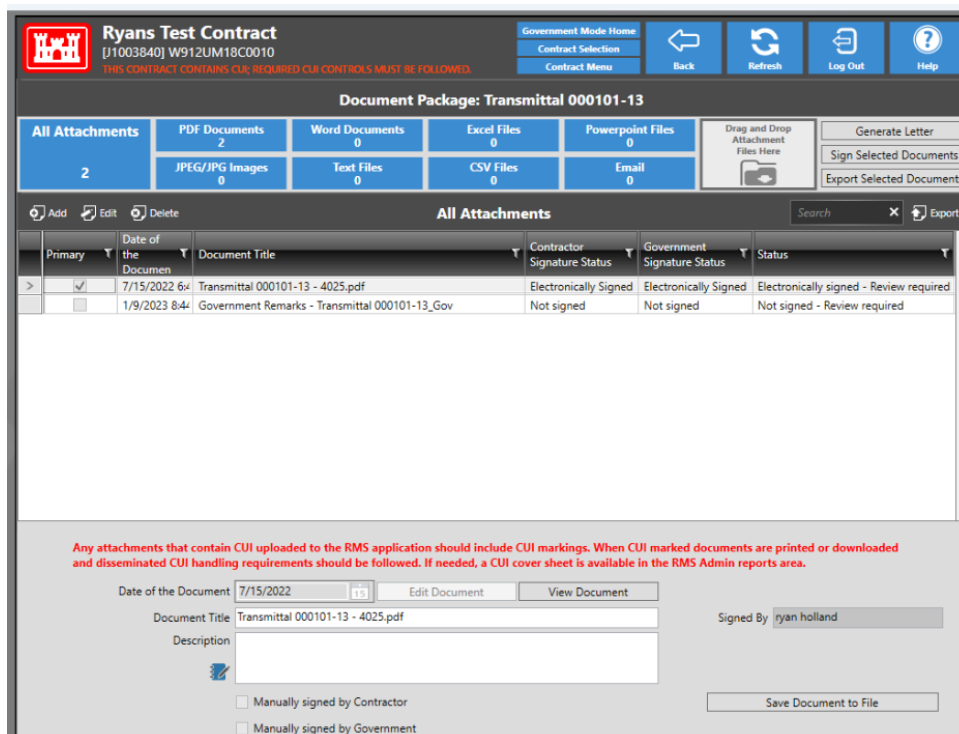 Ryans Test Contract
[J1003840] W912UM18C0010
THIS CONTRACT CONTAINS CUI; REQUIRED CUI CONTROLS MUST BE FOLLOWED.
Government Mode Home
Contract Selection
Contract Menu
Back
Refresh
Log Out
Help
Document Package: Transmittal 000101-13
All Attachments
2
PDF Documents
2
Word Documents
0
Excel Files
0
Powerpoint Files
0
JPEG/JPG Images
0
Text Files
0
CSV Files
0
Email
0
Drag and Drop
Attachment
Files Here
Generate Letter
Sign Selected Documents
Export Selected Document
Add Edit Delete
All Attachments
Search X Export
Primary Date of the Documen Document Title Contractor Signature Status Government Signature Status Status
7/15/2022 6:4 Transmittal 000101-13 - 4025.pdf Electronically Signed Electronically Signed Electronically signed - Review required
1/9/2023 8:44 Government Remarks - Transmittal 000101-13_Gov Not signed Not signed Not signed - Review required
Any attachments that contain CUI uploaded to the RMS application should include CUI markings. When CUI marked documents are printed or downloaded
and disseminated CUI handling requirements should be followed. If needed, a CUI cover sheet is available in the RMS Admin reports area.
Date of the Document 7/15/2022 15 Edit Document View Document
Document Title Transmittal 000101-13 - 4025.pdf Signed By ryan holland
Description
Manually signed by Contractor Save Document to File
Manually signed by Government